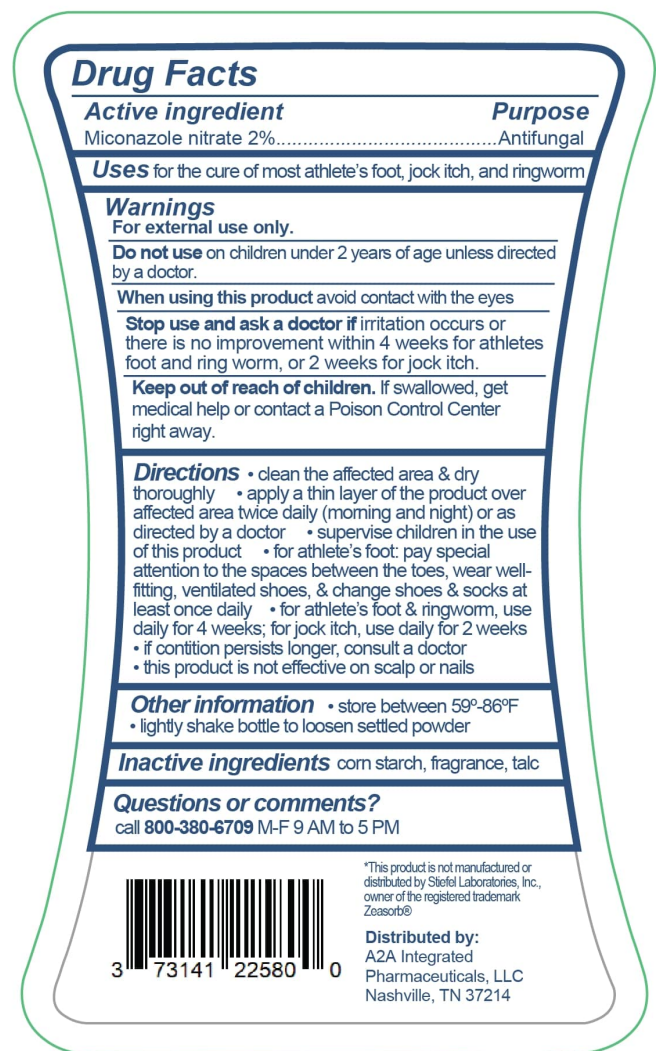 Drug Facts
Active ingredient Purpose
Miconazole nitrate 2%..........................................Antifungal
Uses for the cure of most athlete's foot, jock itch, and ringworm
Warnings
For external use only.
Do not use on children under 2 years of age unless directed
by a doctor.
When using this product avoid contact with the eyes
Stop use and ask a doctor if irritation occurs or
there is no improvement within 4 weeks for athletes
foot and ring worm, or 2 weeks for jock itch.
Keep out of reach of children. If swallowed, get
medical help or contact a Poison Control Center
right away.
Directions • clean the affected area & dry
thoroughly • apply a thin layer of the product over
affected area twice daily (morning and night) or as
directed by a doctor • supervise children in the use
of this product • for athlete's foot: pay special
attention to the spaces between the toes, wear well-
fitting, ventilated shoes, & change shoes & socks at
least once daily • for athlete's foot & ringworm, use
daily for 4 weeks; for jock itch, use daily for 2 weeks
• if contition persists longer, consult a doctor
• this product is not effective on scalp or nails
Other information • store between 59º-86ºF
• lightly shake bottle to loosen settled powder
Inactive ingredients corn starch, fragrance, talc
Questions or comments?
call 800-380-6709 M-F 9 AM to 5 PM
*This product is not manufactured or
distributed by Stiefel Laboratories, Inc.,
owner of the registered trademark
Zeasorb®
Distributed by:
A2A Integrated
Pharmaceuticals, LLC
Nashville, TN 37214
3 73141 22580 0